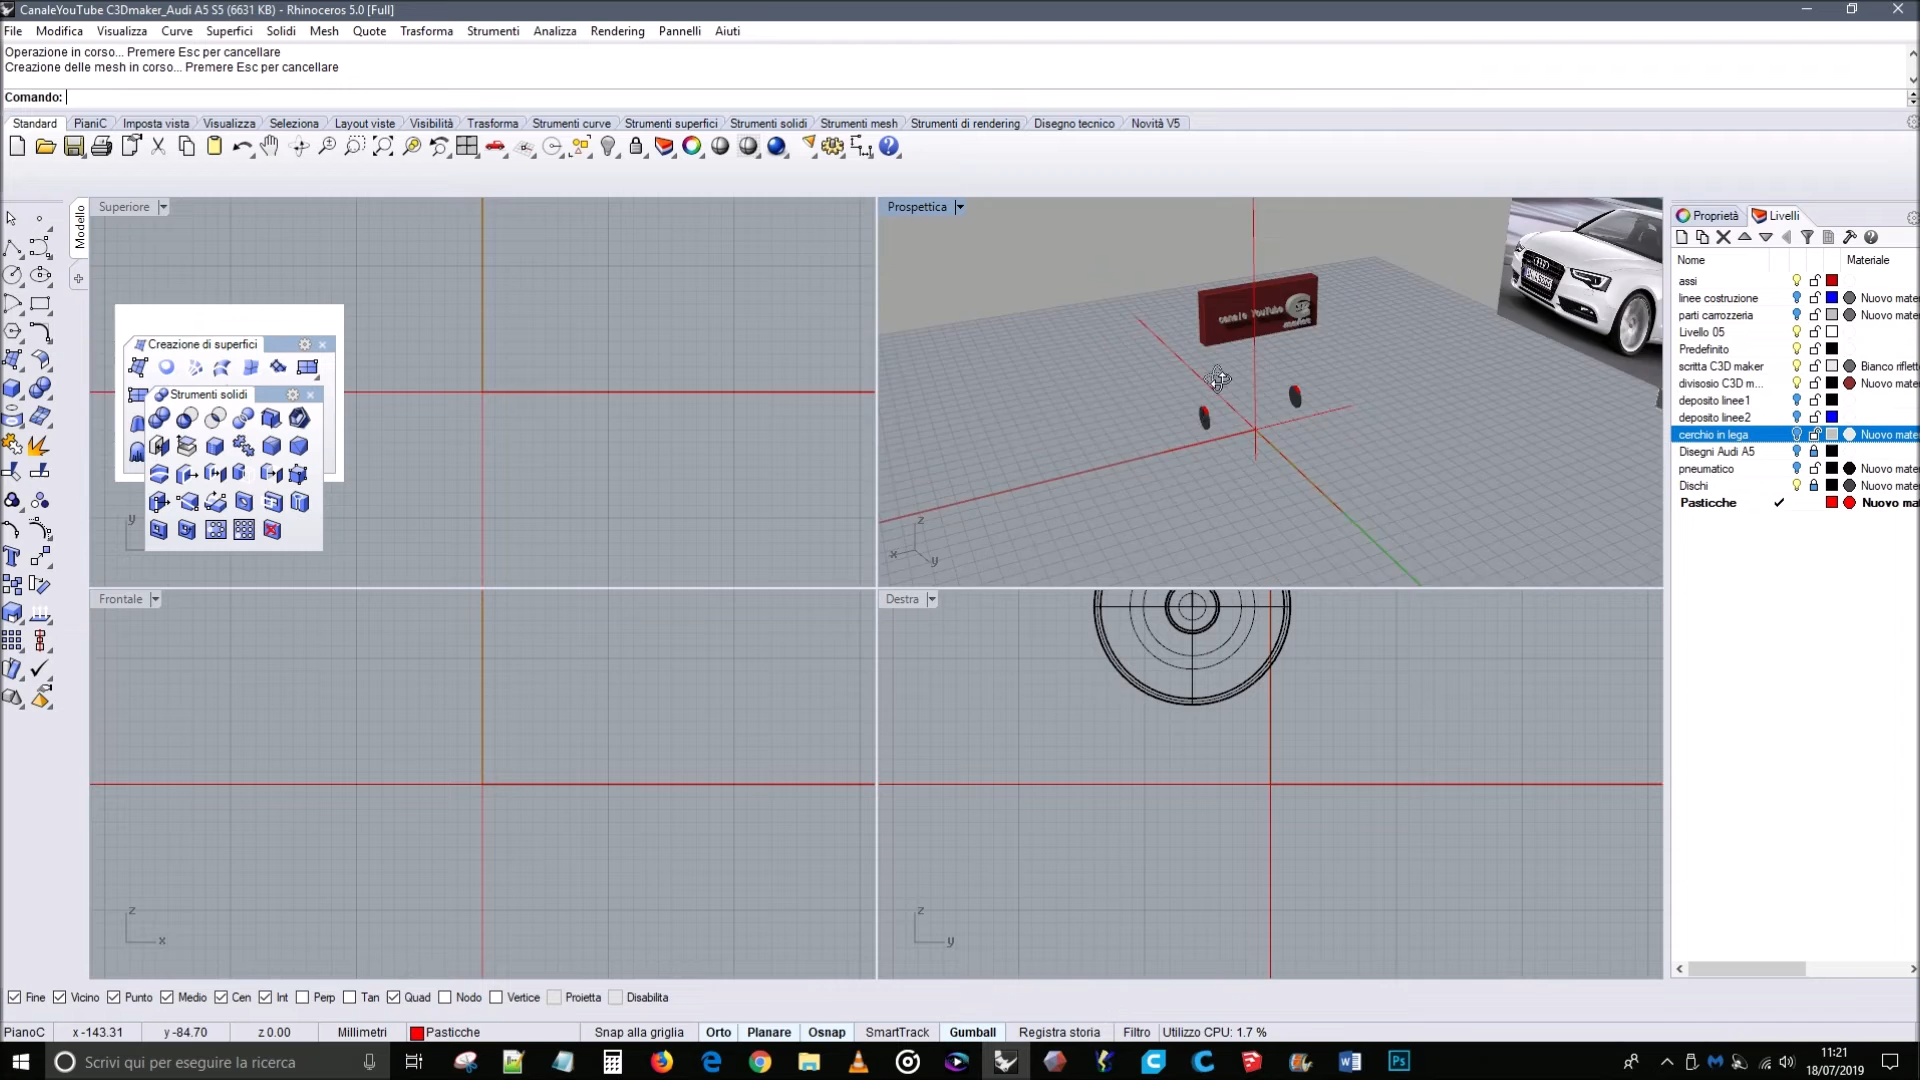 CanaleYouTube C3Dmaker_Audi A5 S5 (6631 KB) - Rhinoceros 5.0 [Full]
File Modifica Visualizza Curve Superfici Solidi Mesh Quote Trasforma Strumenti Analizza Rendering Pannelli Aiuti
Operazione in corso... Premere Esc per cancellare
Creazione delle mesh in corso... Premere Esc per cancellare
Comando:
Standard PianiC Imposta vista Visualizza Seleziona Layout viste Visibilità Trasforma Strumenti curve Strumenti superfici Strumenti solidi Strumenti mesh Strumenti di rendering Disegno tecnico Novità V5
Modello
Superiore
Prospettica
Creazione di superfici
Strumenti solidi
y
canale YouTube
z
x
y
Frontale
Destra
z
x
z
y
Proprietà Livelli
Nome Materiale
assi
linee costruzione Nuovo mate
parti carrozzeria Nuovo mate
Livello 05
Predefinito
scritta C3D maker Bianco rifletl
divisosio C3D m... Nuovo mate
deposito linee1
deposito linee2
cerchio in lega Nuovo mate
Disegni Audi A5
pneumatico Nuovo mate
Dischi Nuovo mate
Pasticche Nuovo mal
Fine Vicino Punto Medio Cen Int Perp Tan Quad Nodo Vertice Proietta Disabilita
PianoC x -143.31 y -84.70 z 0.00 Millimetri Pasticche Snap alla griglia Orto Planare Osnap SmartTrack Gumball Registra storia Filtro Utilizzo CPU: 1.7 %
Scrivi qui per eseguire la ricerca
11:21
18/07/2019